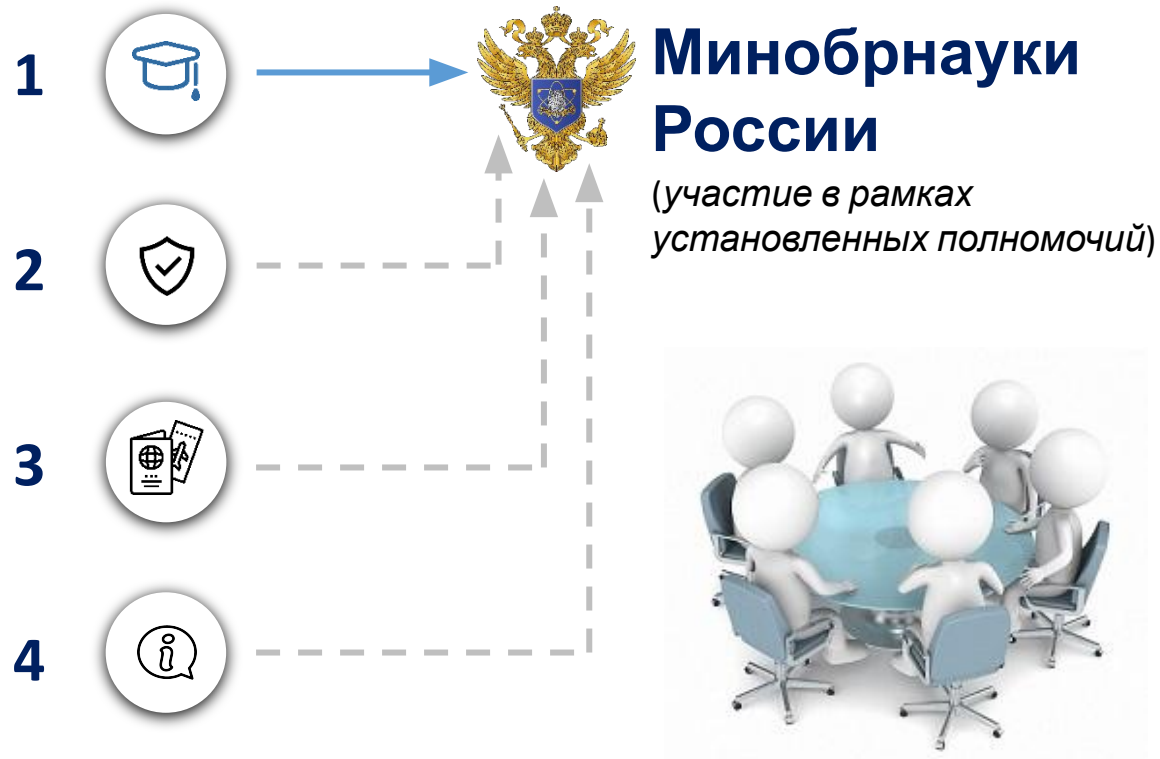 1
Минобрнауки
России
(участие в рамках
установленных полномочий)
2
3
4